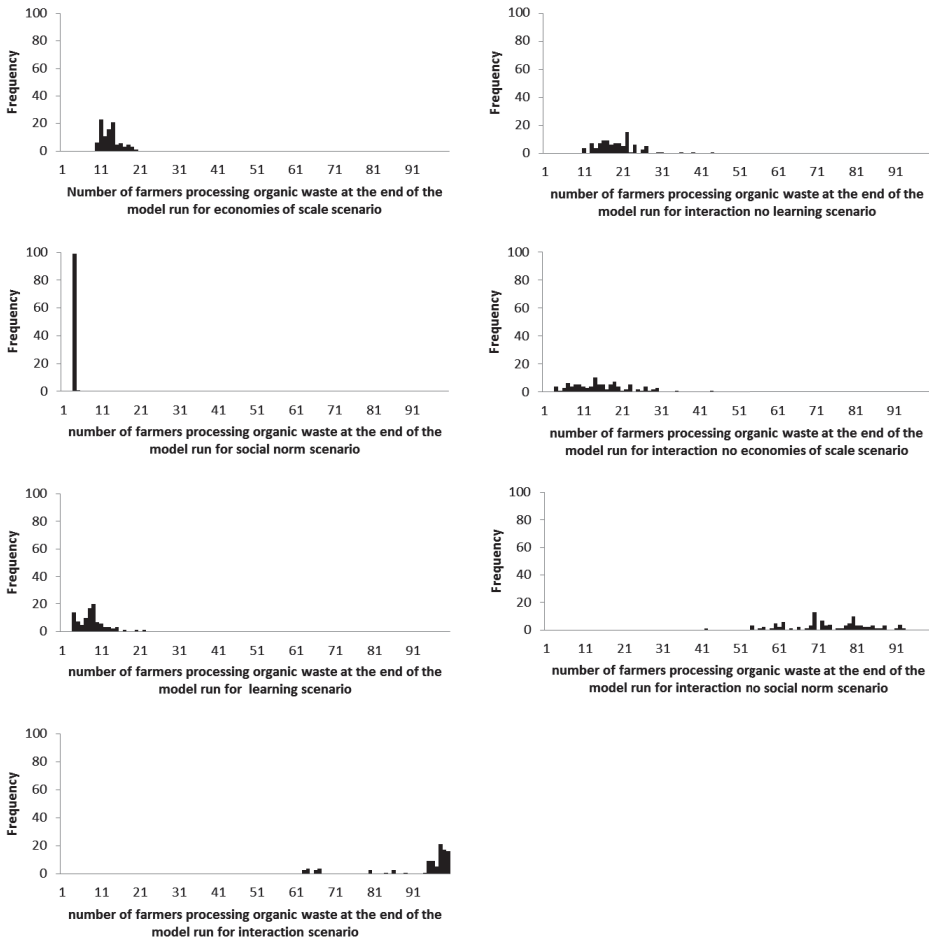 100
80
60
40
20
0
Frequency
1 11 21 31 41 51 61 71 81 91
Number of farmers processing organic waste at the end of the
model run for economies of scale scenario
100
80
60
40
20
0
Frequency
1 11 21 31 41 51 61 71 81 91
number of farmers processing organic waste at the end of the
model run for interaction no learning scenario
100
80
60
40
20
0
Frequency
1 11 21 31 41 51 61 71 81 91
number of farmers processing organic waste at the end of the
model run for social norm scenario
100
80
60
40
20
0
Frequency
1 11 21 31 41 51 61 71 81 91
number of farmers processing organic waste at the end of the
model run for interaction no economies of scale scenario
100
80
60
40
20
0
Frequency
1 11 21 31 41 51 61 71 81 91
number of farmers processing organic waste at the end of the
model run for learning scenario
100
80
60
40
20
0
Frequency
1 11 21 31 41 51 61 71 81 91
number of farmers processing organic waste at the end of the
model run for interaction no social norm scenario
100
80
60
40
20
0
Frequency
1 11 21 31 41 51 61 71 81 91
number of farmers processing organic waste at the end of the
model run for interaction scenario